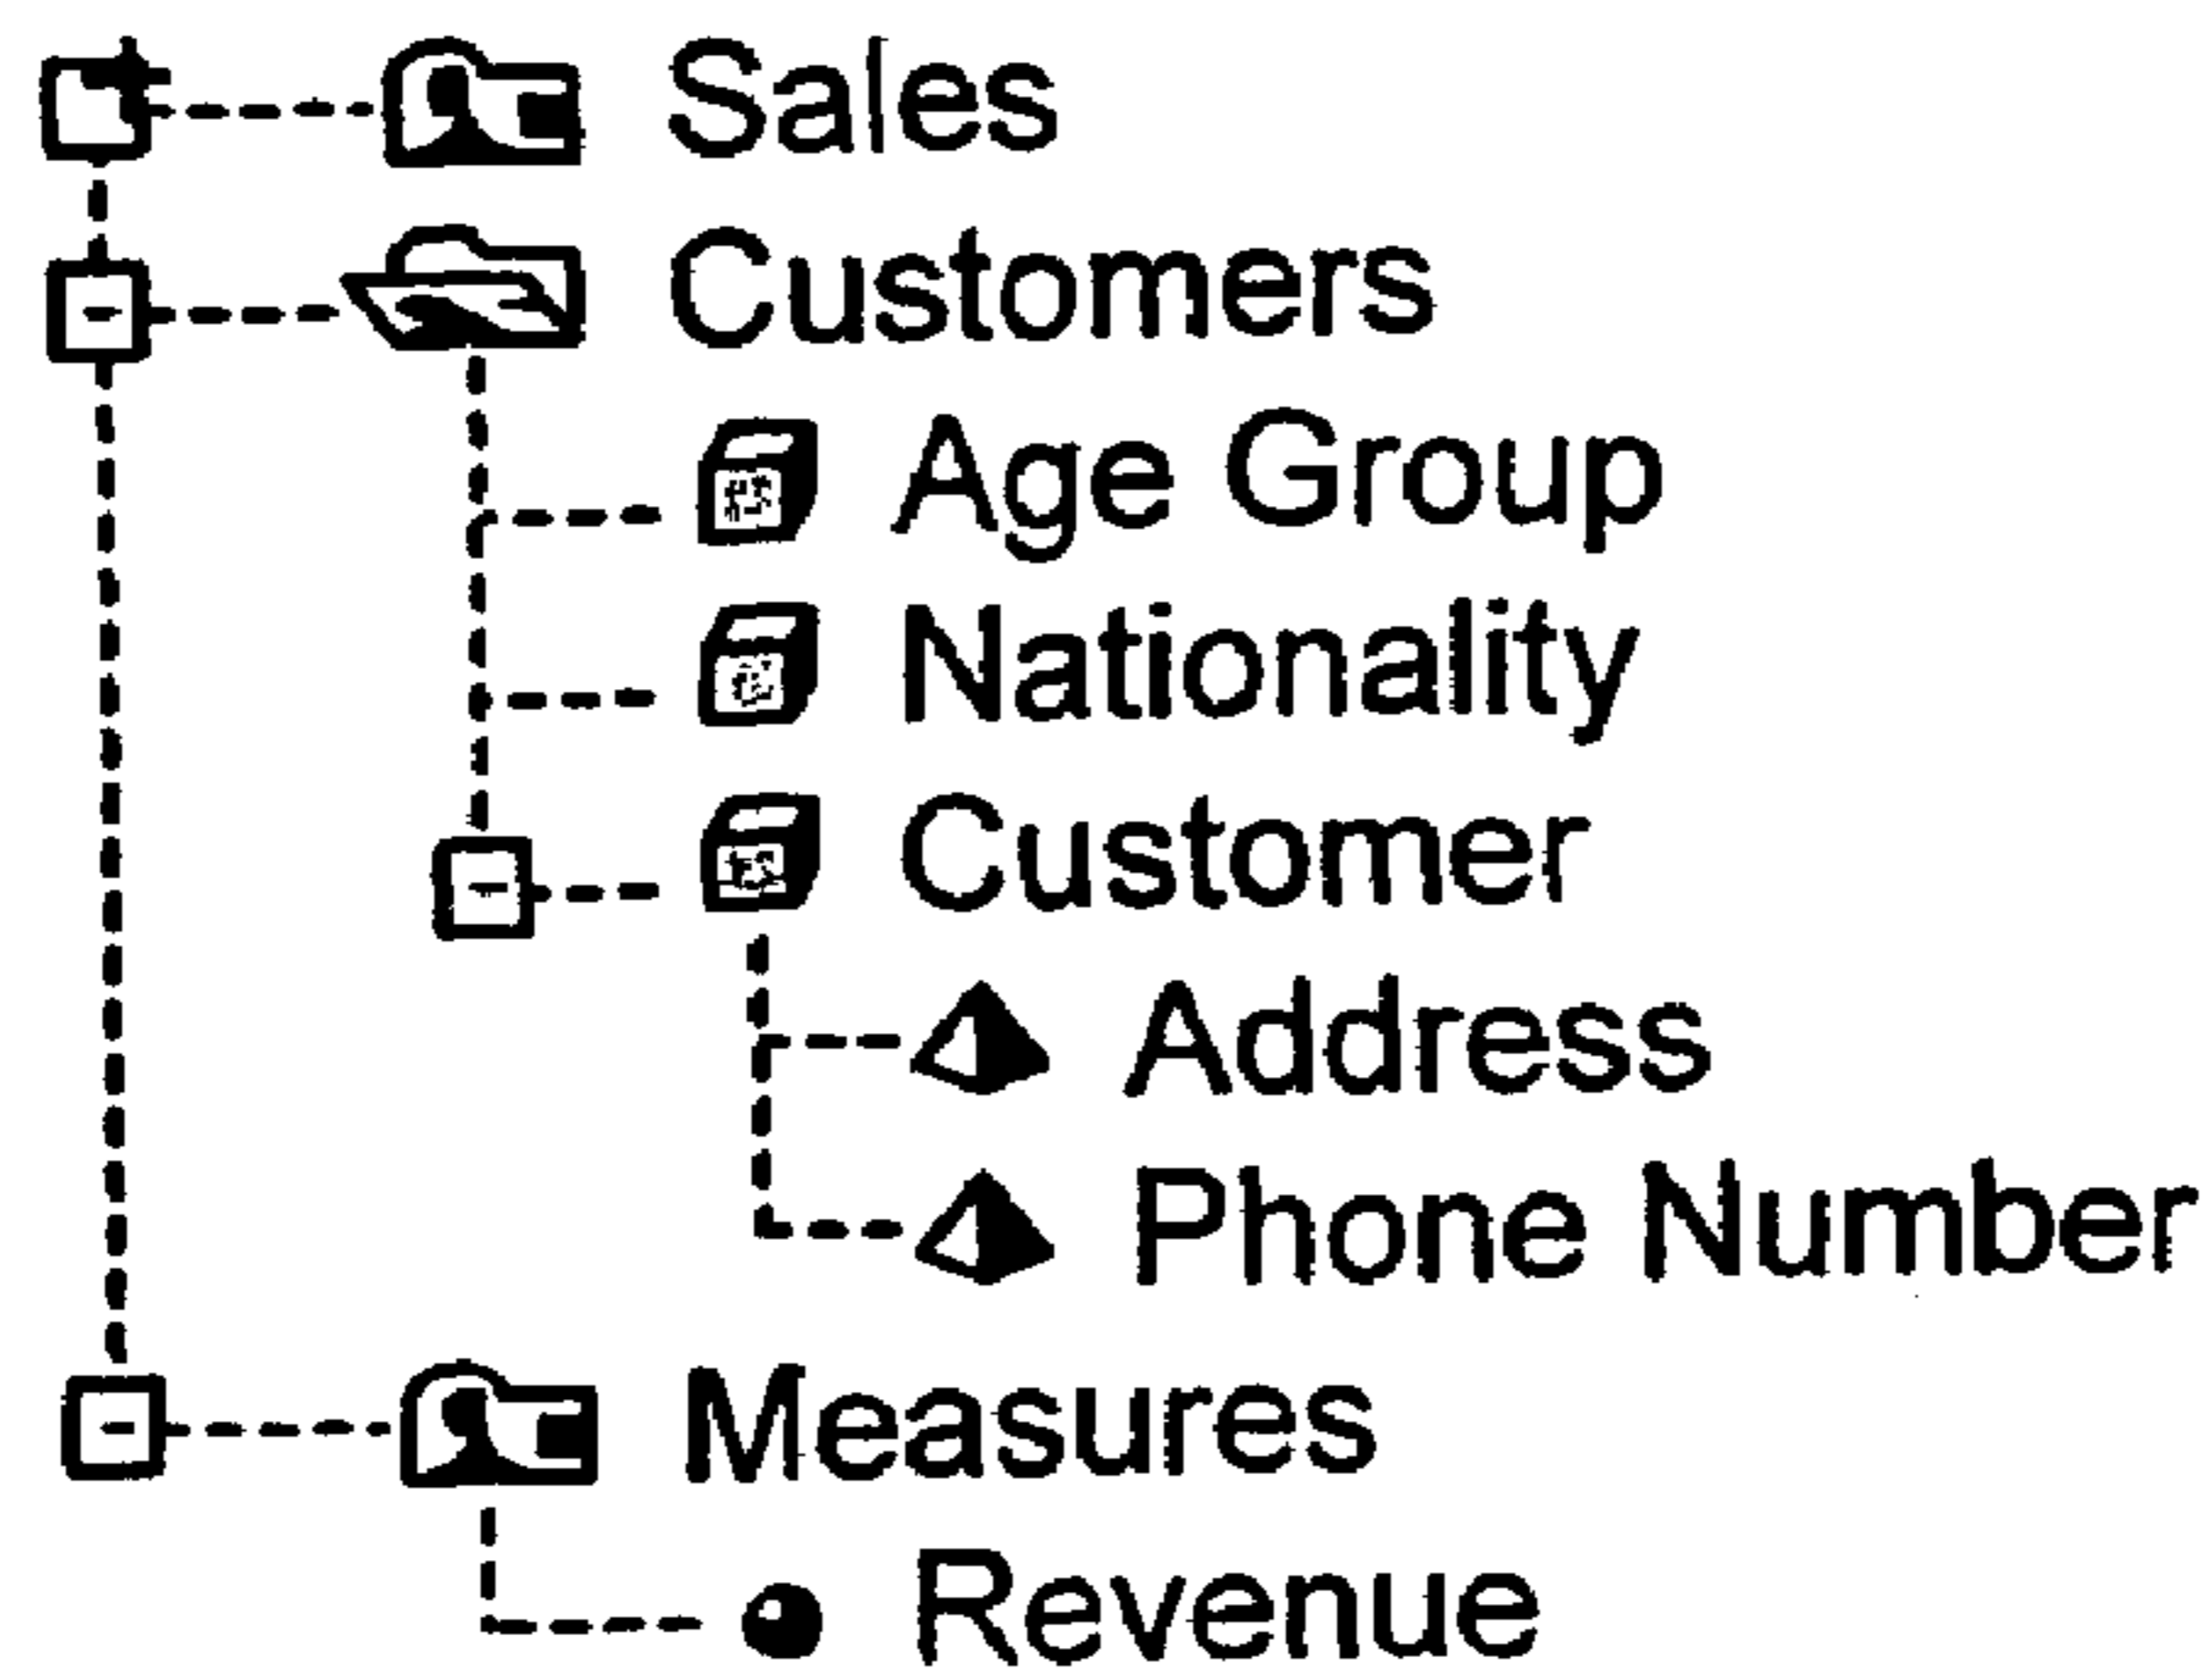 Sales
Customers
Age Group
Nationality
Customer
Address
Phone Number
Measures
Revenue